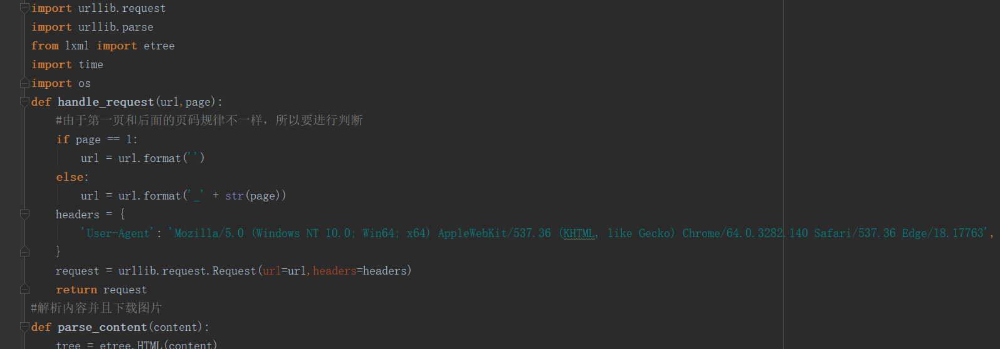 import urllib.request
import urllib.parse
from lxml import etree
import time
import os
def handle_request(url,page):
    #由于第一页和后面的页码规律不一样，所以要进行判断
    if page == 1:
        url = url.format('')
    else:
        url = url.format('_' + str(page))
    headers = {
        'User-Agent': 'Mozilla/5.0 (Windows NT 10.0; Win64; x64) AppleWebKit/537.36 (KHTML, like Gecko) Chrome/64.0.3282.140 Safari/537.36 Edge/18.17763',
    }
    request = urllib.request.Request(url=url,headers=headers)
    return request
#解析内容并且下载图片
def parse_content(content):
    tree = etree.HTML(content)